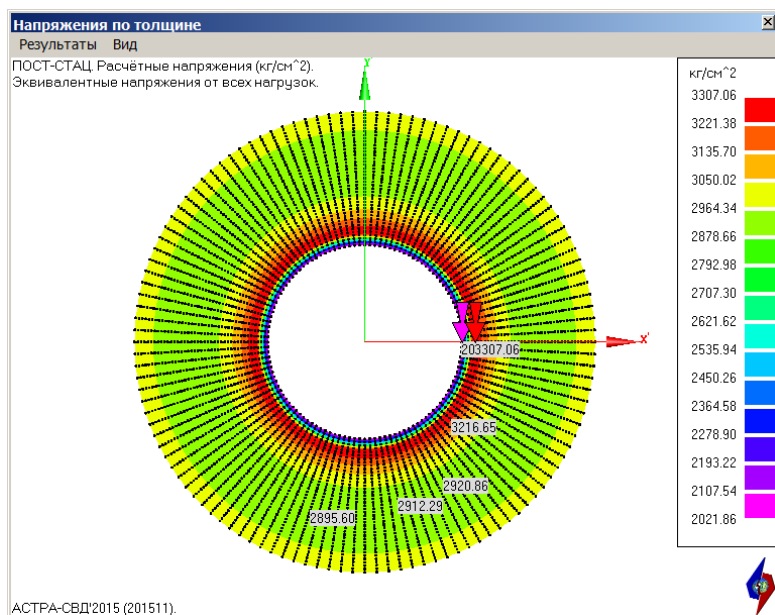 Напряжения по толщине
Результаты Вид
ПОСТ-СТАЦ. Расчётные напряжения (кг/см^2).
Эквивалентные напряжения от всех нагрузок.
Y
X'
203307.06
3216.65
2920.86
2912.29
2895.60
кг/см^2
3307.06
3221.38
3135.70
3050.02
2964.34
2878.66
2792.98
2707.30
2621.62
2535.94
2450.26
2364.58
2278.90
2193.22
2107.54
2021.86
АСТРА-СВД'2015 (201511).